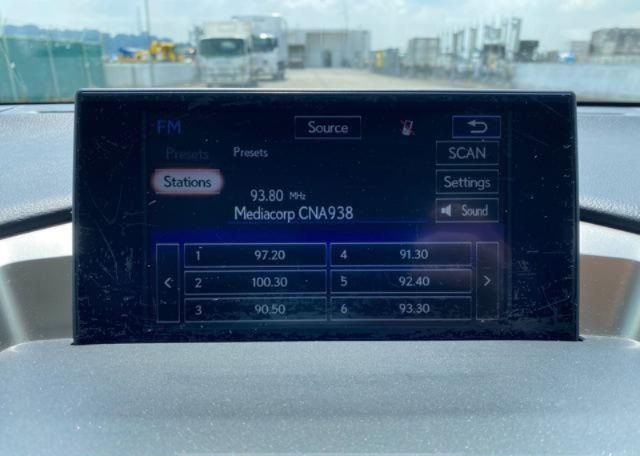 FM
Source
Presets
Presets
SCAN
Stations
Settings
93.80 MHz
Mediacorp CNA938
Sound
1 97.20
4 91.30
2 100.30
5 92.40
3 90.50
6 93.30